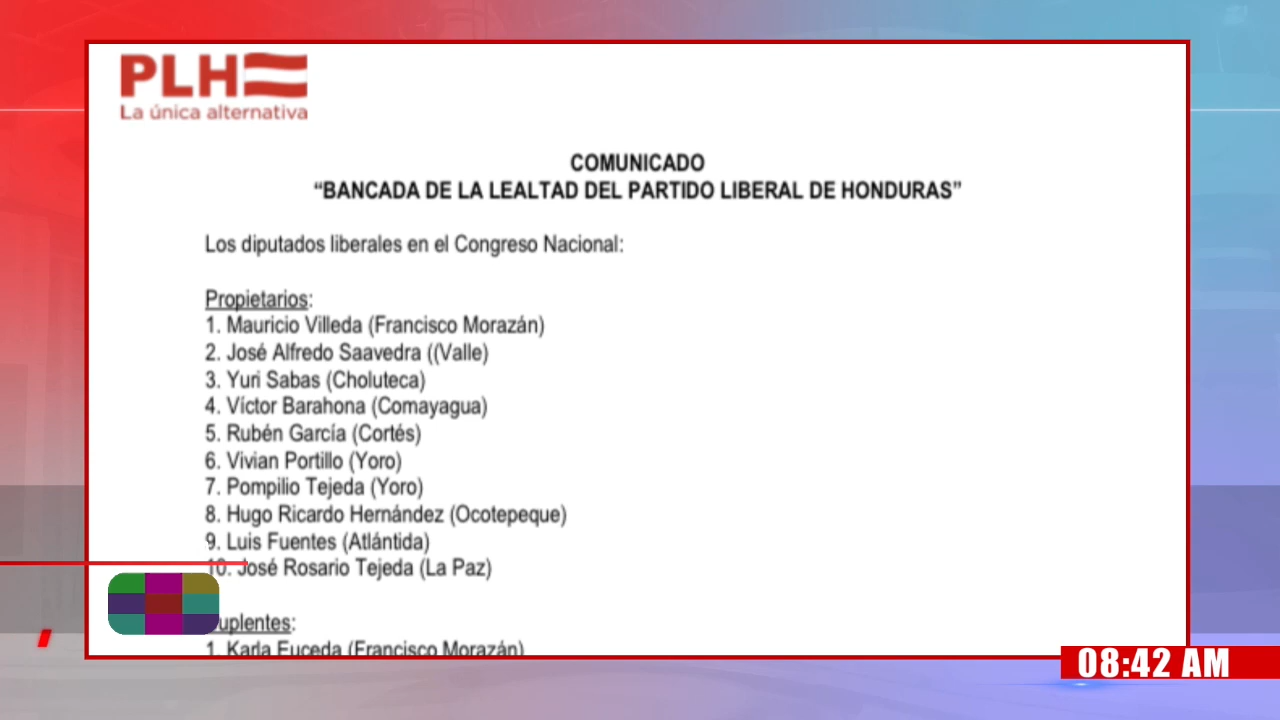 PLH
La única alternativa
COMUNICADO
“BANCADA DE LA LEALTAD DEL PARTIDO LIBERAL DE HONDURAS”
Los diputados liberales en el Congreso Nacional:
Propietarios:
1. Mauricio Villeda (Francisco Morazán)
2. José Alfredo Saavedra ((Valle)
3. Yuri Sabas (Choluteca)
4. Víctor Barahona (Comayagua)
5. Rubén García (Cortés)
6. Vivian Portillo (Yoro)
7. Pompilio Tejeda (Yoro)
8. Hugo Ricardo Hernández (Ocotepeque)
9. Luis Fuentes (Atlántida)
10. José Rosario Tejeda (La Paz)
Suplentes:
1. Karla Euceda (Francisco Morazán)
08:42 AM